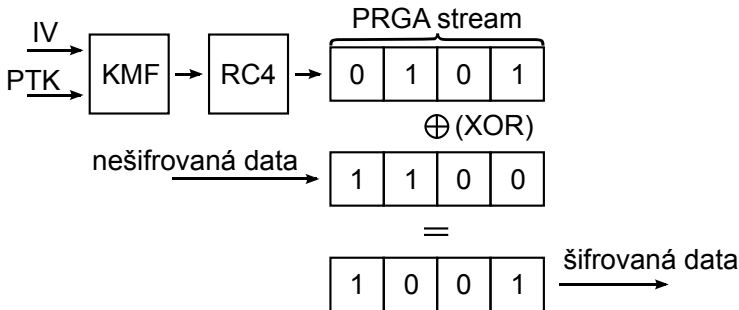 IV
PRGA stream
PTK
KMF
RC4
0 1 0 1
⊕ (XOR)
nešifrovaná data
1 1 0 0
=
šifrovaná data
1 0 0 1